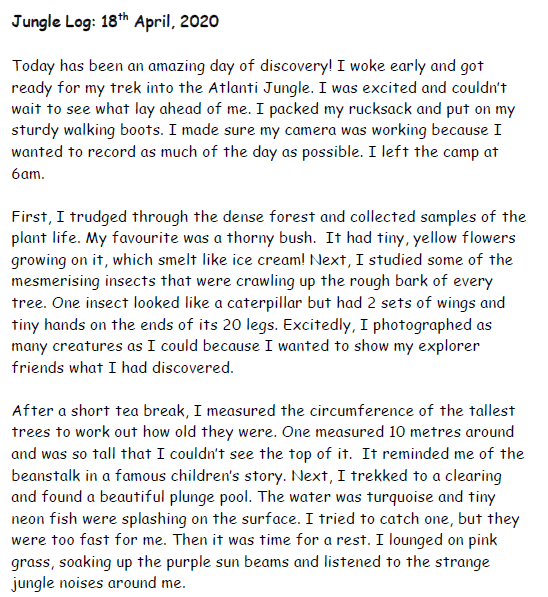 Jungle Log: 18th April, 2020
Today has been an amazing day of discovery! I woke early and got
ready for my trek into the Atlanti Jungle. I was excited and couldn't
wait to see what lay ahead of me. I packed my rucksack and put on my
sturdy walking boots. I made sure my camera was working because I
wanted to record as much of the day as possible. I left the camp at
6am.
First, I trudged through the dense forest and collected samples of the
plant life. My favourite was a thorny bush.  It had tiny, yellow flowers
growing on it, which smelt like ice cream! Next, I studied some of the
mesmerising insects that were crawling up the rough bark of every
tree. One insect looked like a caterpillar but had 2 sets of wings and
tiny hands on the ends of its 20 legs. Excitedly, I photographed as
many creatures as I could because I wanted to show my explorer
friends what I had discovered.
After a short tea break, I measured the circumference of the tallest
trees to work out how old they were. One measured 10 metres around
and was so tall that I couldn't see the top of it.  It reminded me of the
beanstalk in a famous children's story. Next, I trekked to a clearing
and found a beautiful plunge pool. The water was turquoise and tiny
neon fish were splashing on the surface. I tried to catch one, but they
were too fast for me. Then it was time for a rest. I lounged on pink
grass, soaking up the purple sun beams and listened to the strange
jungle noises around me.